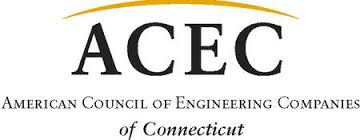 ACEC
AMERICAN COUNCIL OF ENGINEERING COMPANIES
of Connecticut